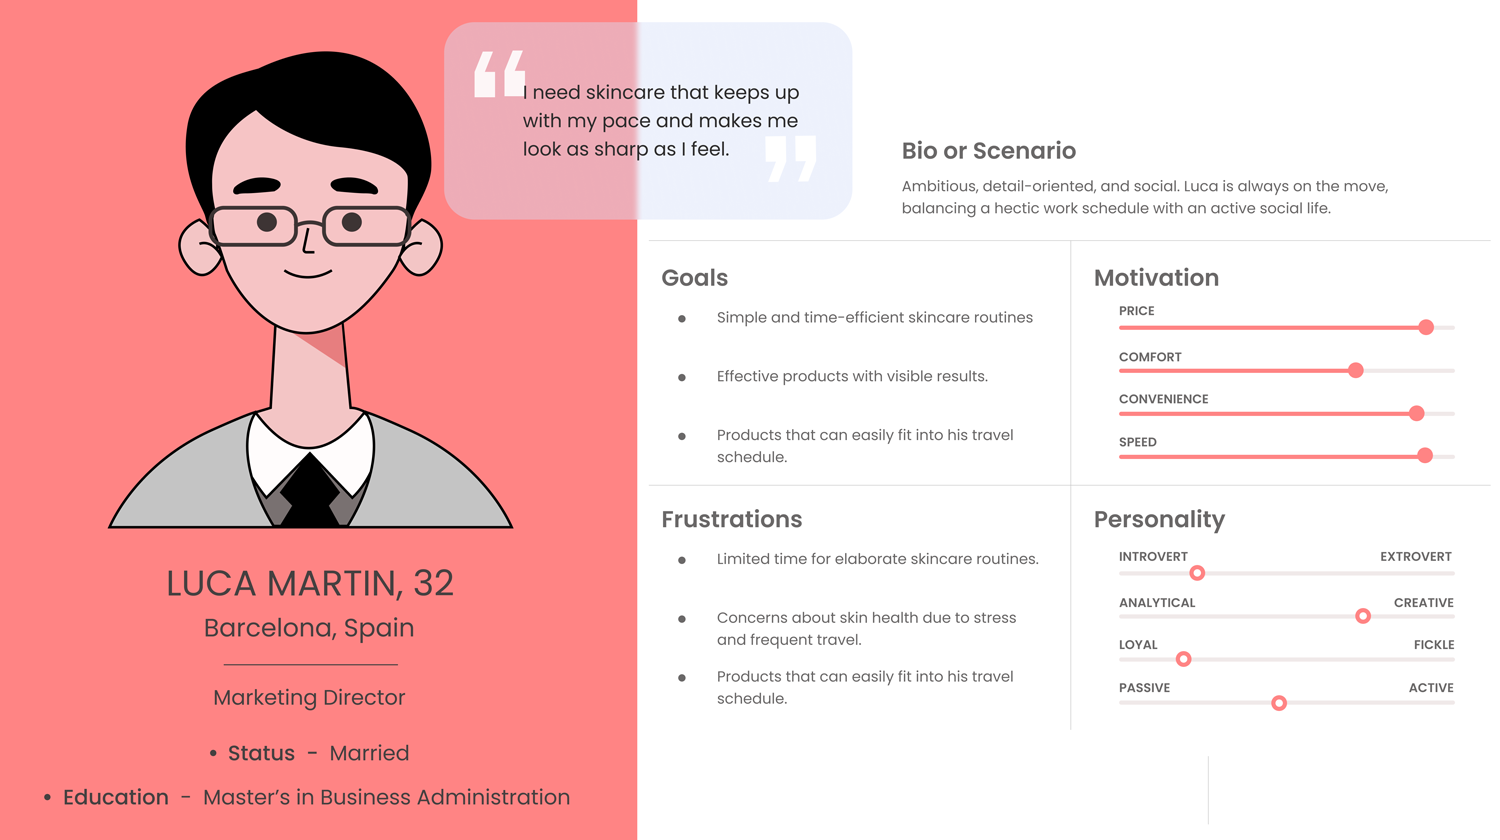 “
I need skincare that keeps up
with my pace and makes me
look as sharp as I feel.
”
LUCA MARTIN, 32
Barcelona, Spain
Marketing Director
• Status - Married
• Education - Master’s in Business Administration
Bio or Scenario
Ambitious, detail-oriented, and social. Luca is always on the move,
balancing a hectic work schedule with an active social life.
Goals
● Simple and time-efficient skincare routines
● Effective products with visible results.
● Products that can easily fit into his travel
schedule.
Motivation
PRICE
COMFORT
CONVENIENCE
SPEED
Frustrations
● Limited time for elaborate skincare routines.
● Concerns about skin health due to stress
and frequent travel.
● Products that can easily fit into his travel
schedule.
Personality
INTROVERT EXTROVERT
ANALYTICAL CREATIVE
LOYAL FICKLE
PASSIVE ACTIVE